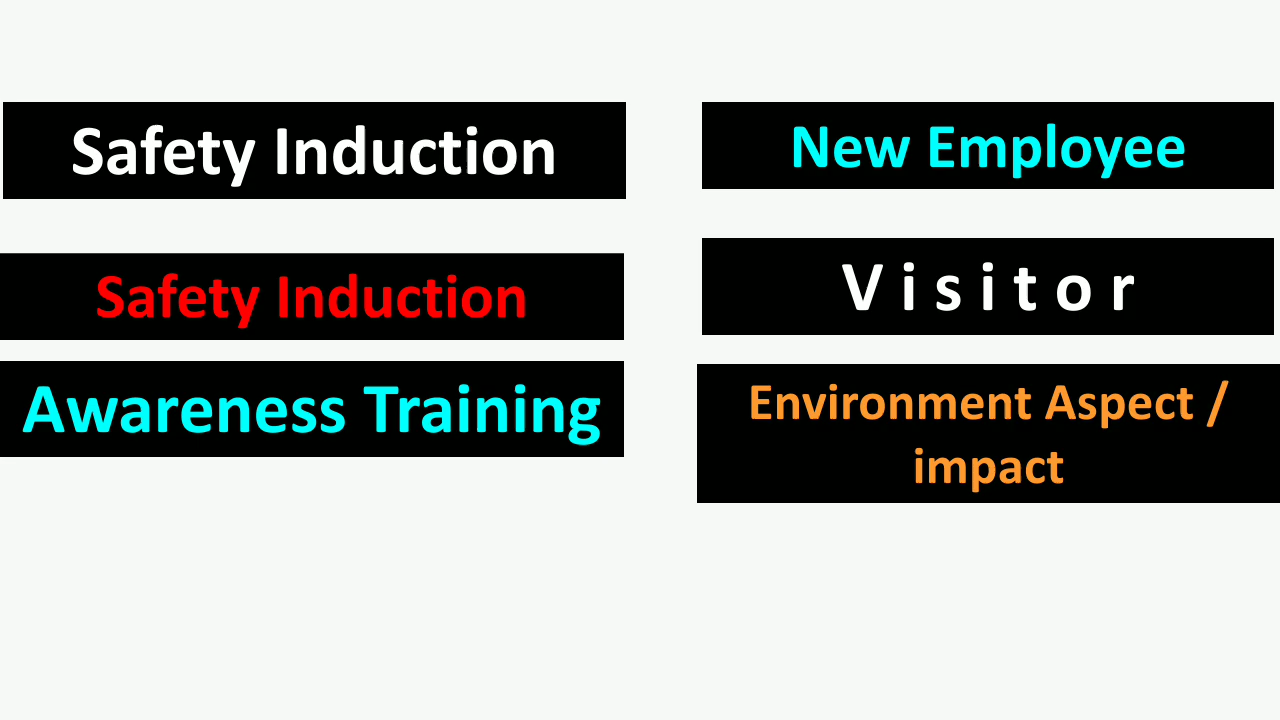 Safety Induction
New Employee
Safety Induction
V i s i t o r
Awareness Training
Environment Aspect /
impact